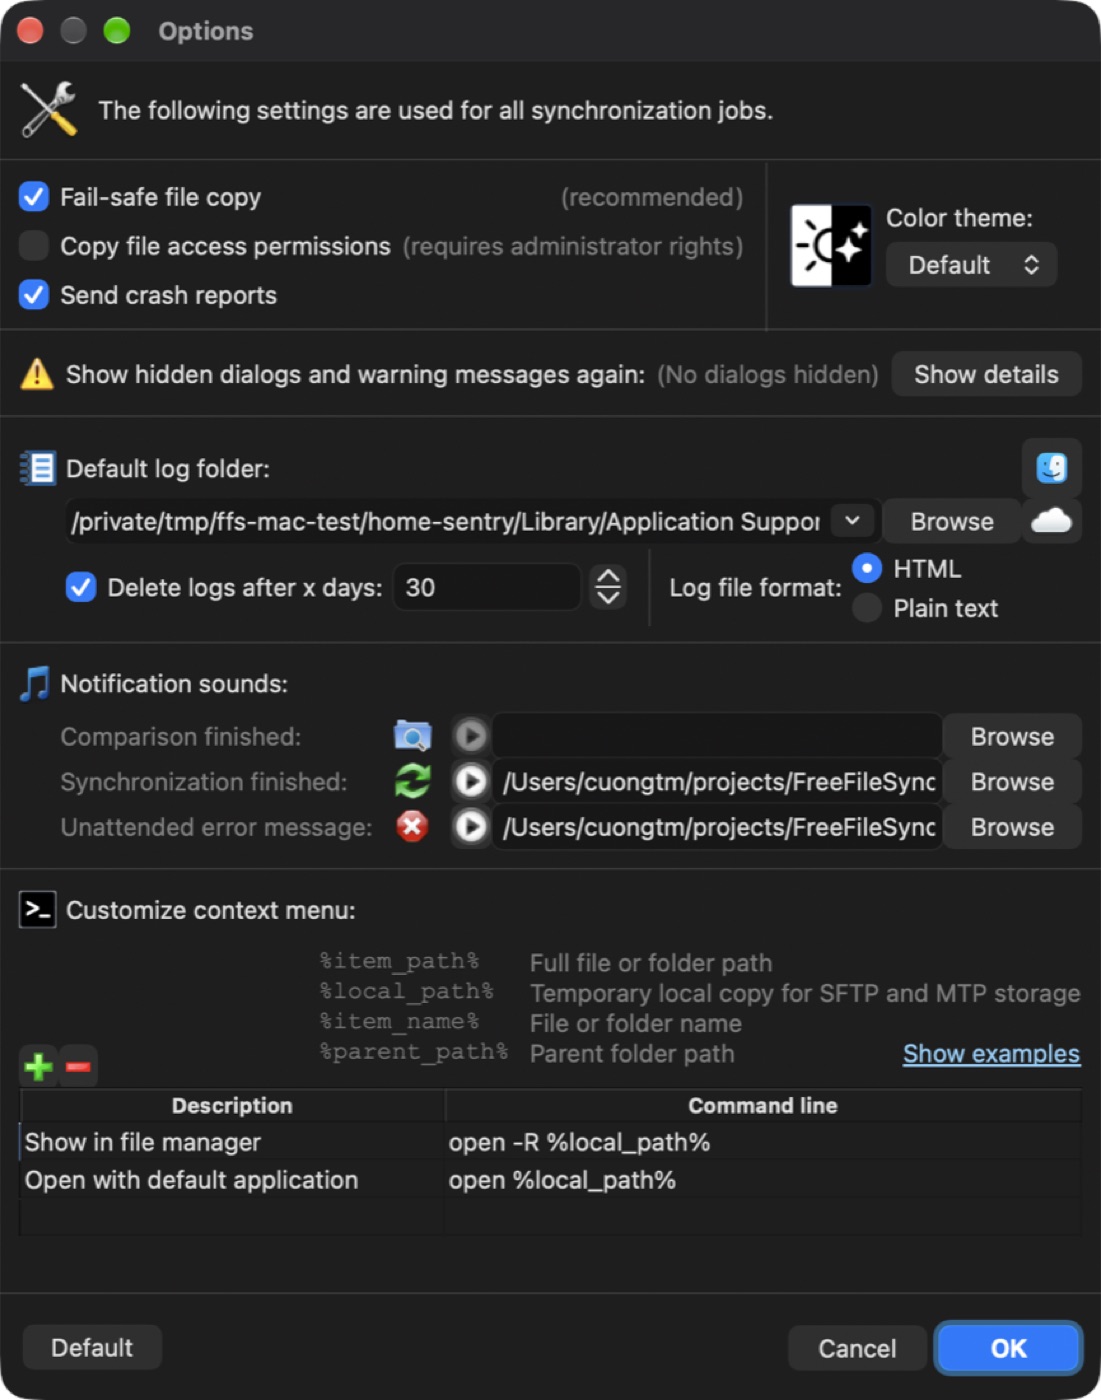 Options
The following settings are used for all synchronization jobs.
Fail-safe file copy (recommended)
Copy file access permissions (requires administrator rights)
Send crash reports
Color theme:
Default
Show hidden dialogs and warning messages again: (No dialogs hidden) Show details
Default log folder:
/private/tmp/ffs-mac-test/home-sentry/Library/Application Suppor Browse
Delete logs after x days: 30 Log file format: HTML
Plain text
Notification sounds:
Comparison finished: Browse
Synchronization finished: /Users/cuongtm/projects/FreeFileSync Browse
Unattended error message: /Users/cuongtm/projects/FreeFileSync Browse
Customize context menu:
%item_path% Full file or folder path
%local_path% Temporary local copy for SFTP and MTP storage
%item_name% File or folder name
%parent_path% Parent folder path Show examples
Description Command line
Show in file manager open -R %local_path%
Open with default application open %local_path%
Default Cancel OK